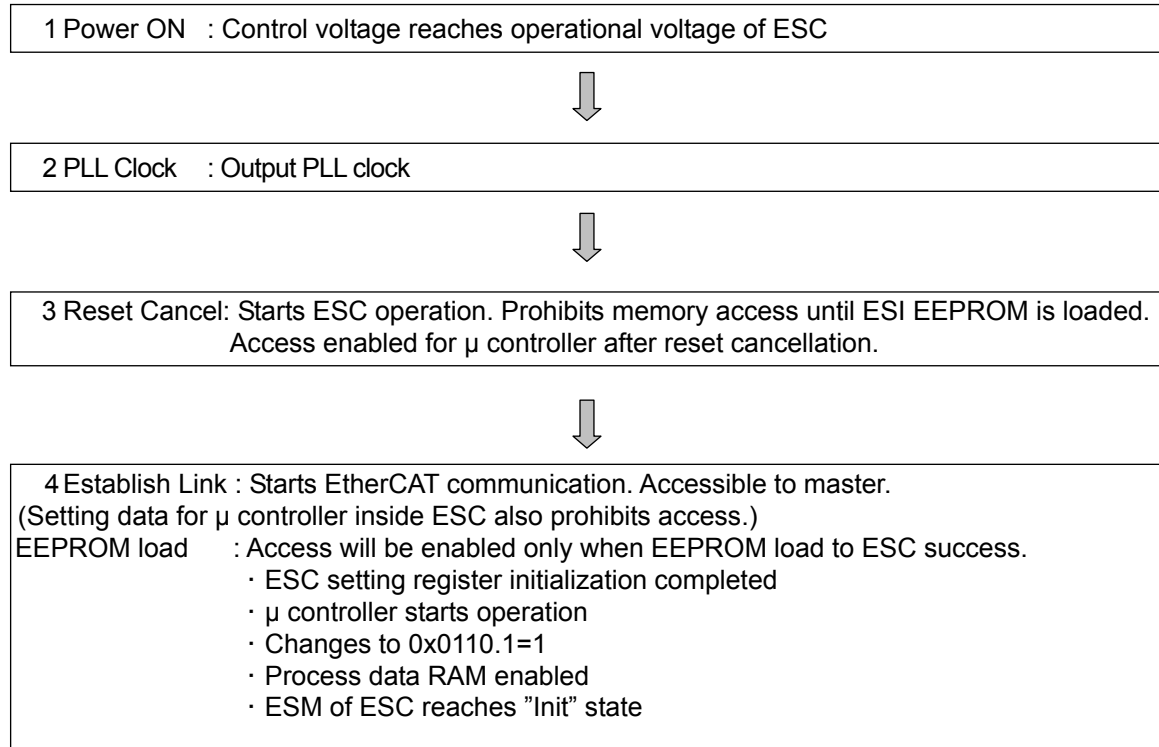 1 Power ON : Control voltage reaches operational voltage of ESC
2 PLL Clock : Output PLL clock
3 Reset Cancel: Starts ESC operation. Prohibits memory access until ESI EEPROM is loaded.
Access enabled for μ controller after reset cancellation.
4 Establish Link : Starts EtherCAT communication. Accessible to master.
(Setting data for μ controller inside ESC also prohibits access.)
EEPROM load : Access will be enabled only when EEPROM load to ESC success.
・ESC setting register initialization completed
・μ controller starts operation
・Changes to 0x0110.1=1
・Process data RAM enabled
・ESM of ESC reaches ”Init” state